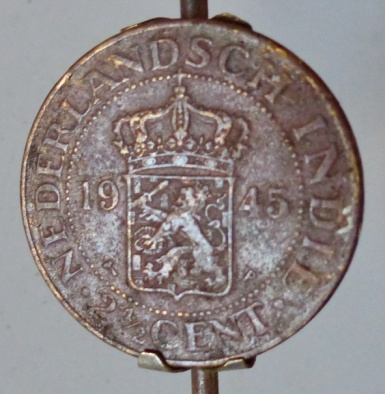 NEDERLANDSCH-INDIE
19 45
2½ CENT